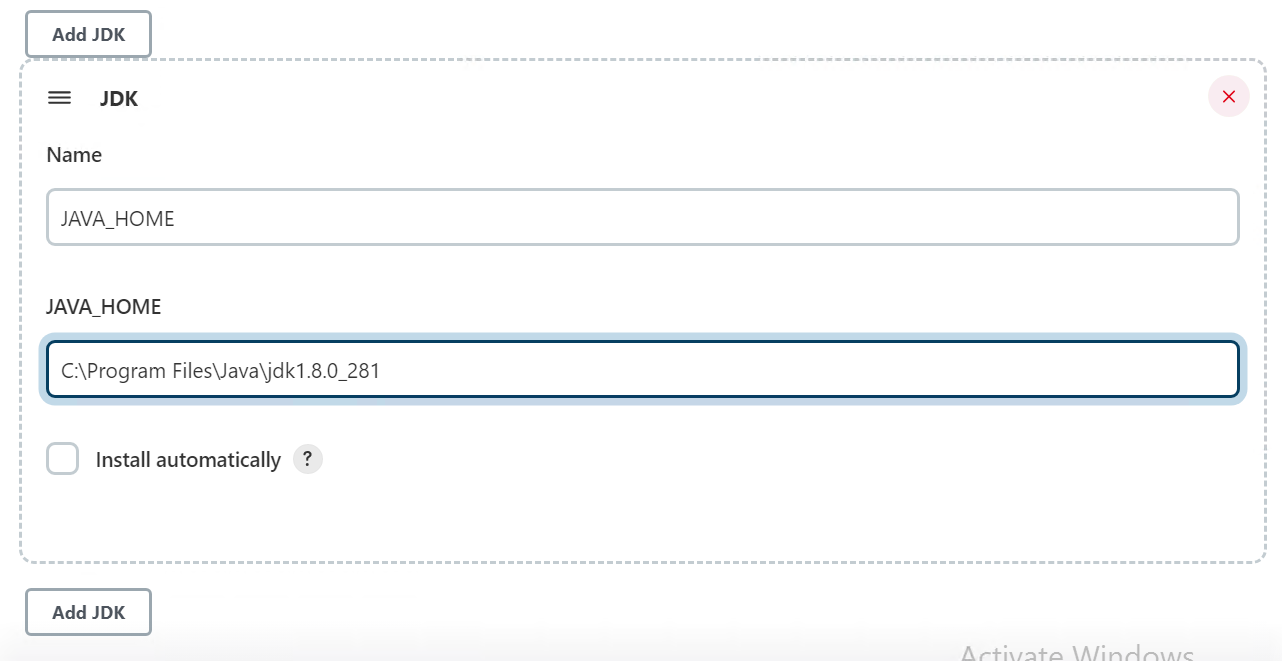 Add JDK
JDK
Name
JAVA_HOME
JAVA_HOME
C:\Program Files\Java\jdk1.8.0_281
Install automatically ?
Add JDK
Activate Windows